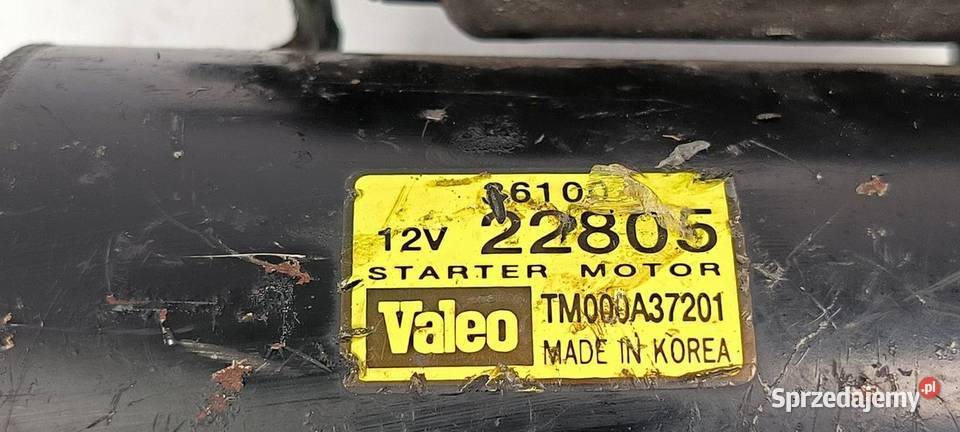 36100
12V 22805
STARTER MOTOR
Valeo TM000A37201
MADE IN KOREA
Sprzedajemy.pl